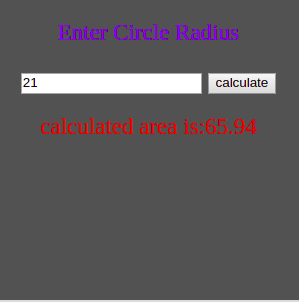 Enter Circle Radius
21 calculate
calculated area is:65.94